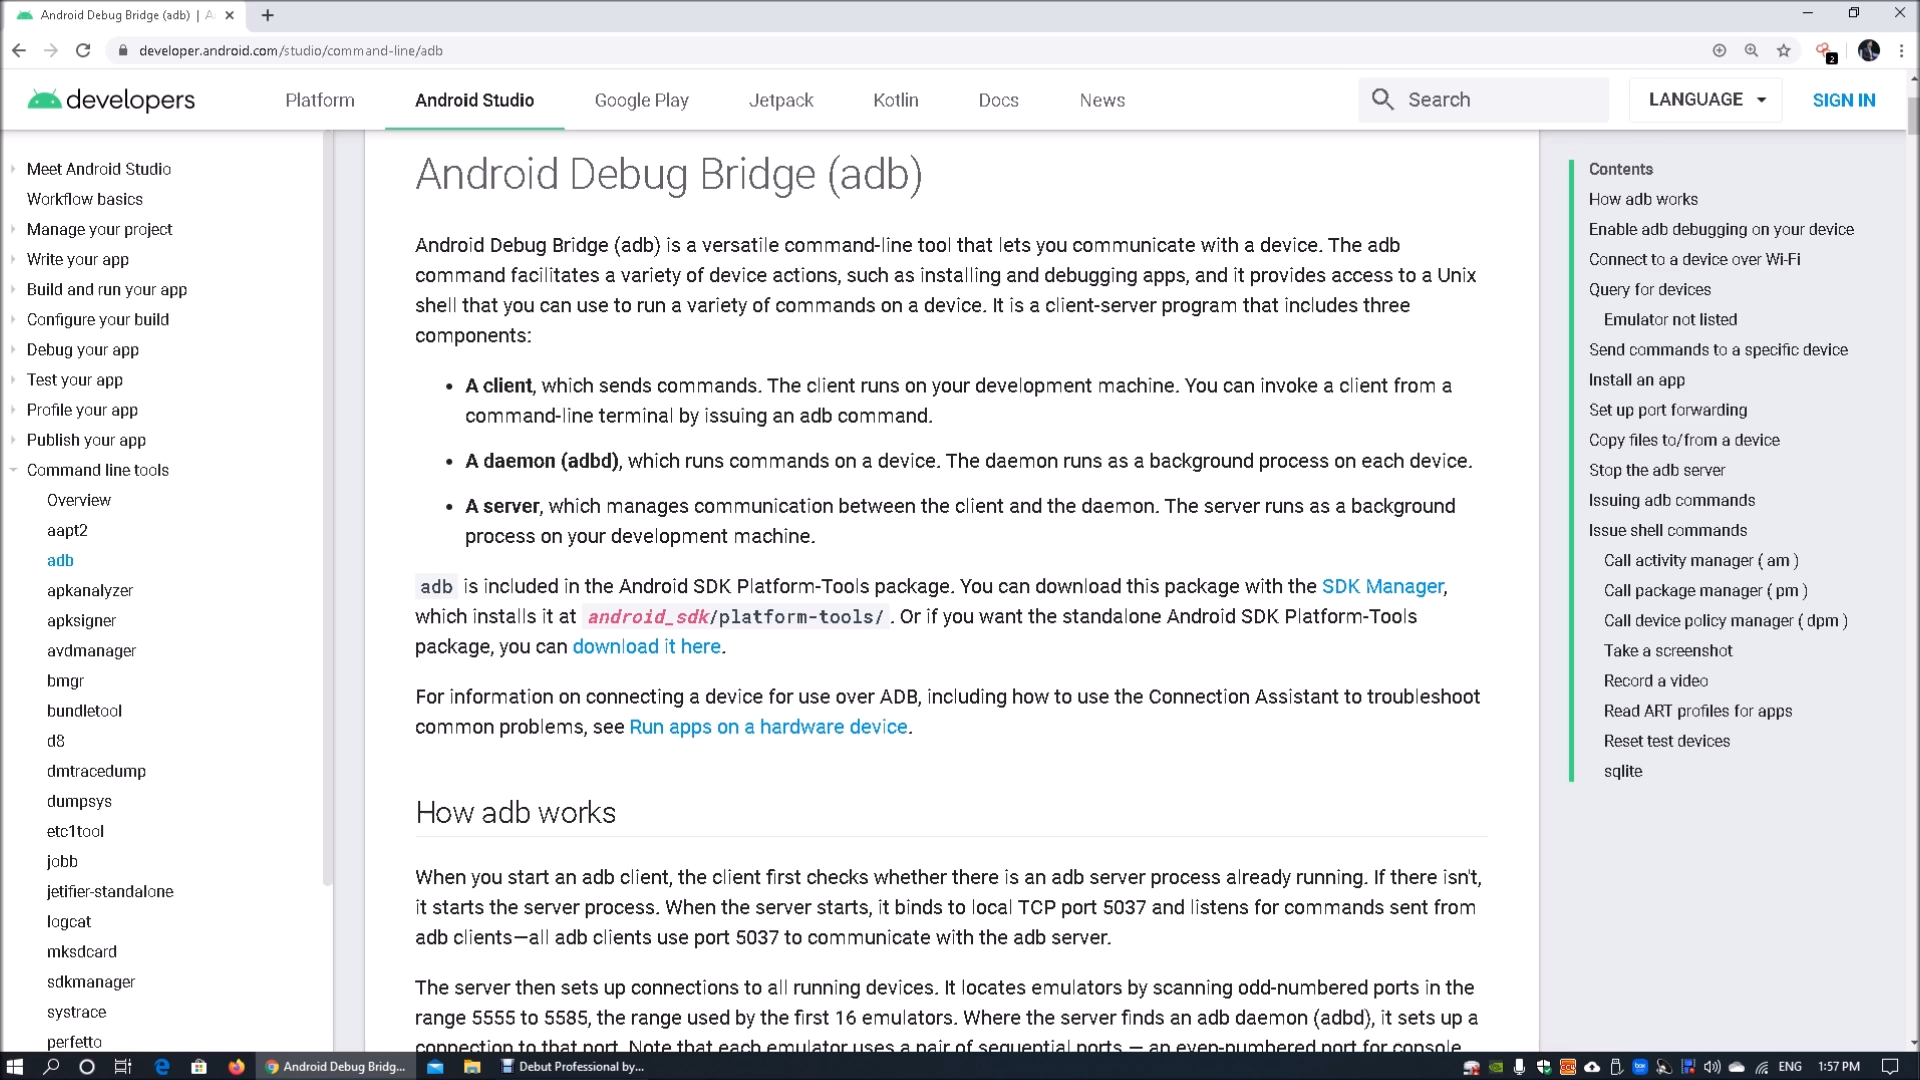 Android Debug Bridge (adb) | A
developer.android.com/studio/command-line/adb
2
developers
Platform
Android Studio
Google Play
Jetpack
Kotlin
Docs
News
Search
LANGUAGE
SIGN IN
Meet Android Studio
Workflow basics
Manage your project
Write your app
Build and run your app
Configure your build
Debug your app
Test your app
Profile your app
Publish your app
Command line tools
Overview
aapt2
adb
apkanalyzer
apksigner
avdmanager
bmgr
bundletool
d8
dmtracedump
dumpsys
etc1tool
jobb
jetifier-standalone
logcat
mksdcard
sdkmanager
systrace
perfetto
Android Debug Bridge (adb)
Android Debug Bridge (adb) is a versatile command-line tool that lets you communicate with a device. The adb
command facilitates a variety of device actions, such as installing and debugging apps, and it provides access to a Unix
shell that you can use to run a variety of commands on a device. It is a client-server program that includes three
components:
• A client, which sends commands. The client runs on your development machine. You can invoke a client from a
command-line terminal by issuing an adb command.
• A daemon (adbd), which runs commands on a device. The daemon runs as a background process on each device.
• A server, which manages communication between the client and the daemon. The server runs as a background
process on your development machine.
adb is included in the Android SDK Platform-Tools package. You can download this package with the SDK Manager,
which installs it at android_sdk/platform-tools/. Or if you want the standalone Android SDK Platform-Tools
package, you can download it here.
For information on connecting a device for use over ADB, including how to use the Connection Assistant to troubleshoot
common problems, see Run apps on a hardware device.
How adb works
When you start an adb client, the client first checks whether there is an adb server process already running. If there isn't,
it starts the server process. When the server starts, it binds to local TCP port 5037 and listens for commands sent from
adb clients—all adb clients use port 5037 to communicate with the adb server.
The server then sets up connections to all running devices. It locates emulators by scanning odd-numbered ports in the
range 5555 to 5585, the range used by the first 16 emulators. Where the server finds an adb daemon (adbd), it sets up a
connection to that port. Note that each emulator uses a pair of sequential ports — an even-numbered port for console
Contents
How adb works
Enable adb debugging on your device
Connect to a device over Wi-Fi
Query for devices
Emulator not listed
Send commands to a specific device
Install an app
Set up port forwarding
Copy files to/from a device
Stop the adb server
Issuing adb commands
Issue shell commands
Call activity manager ( am )
Call package manager ( pm )
Call device policy manager ( dpm )
Take a screenshot
Record a video
Read ART profiles for apps
Reset test devices
sqlite
Android Debug Bridg...
Debut Professional by...
ENG
1:57 PM